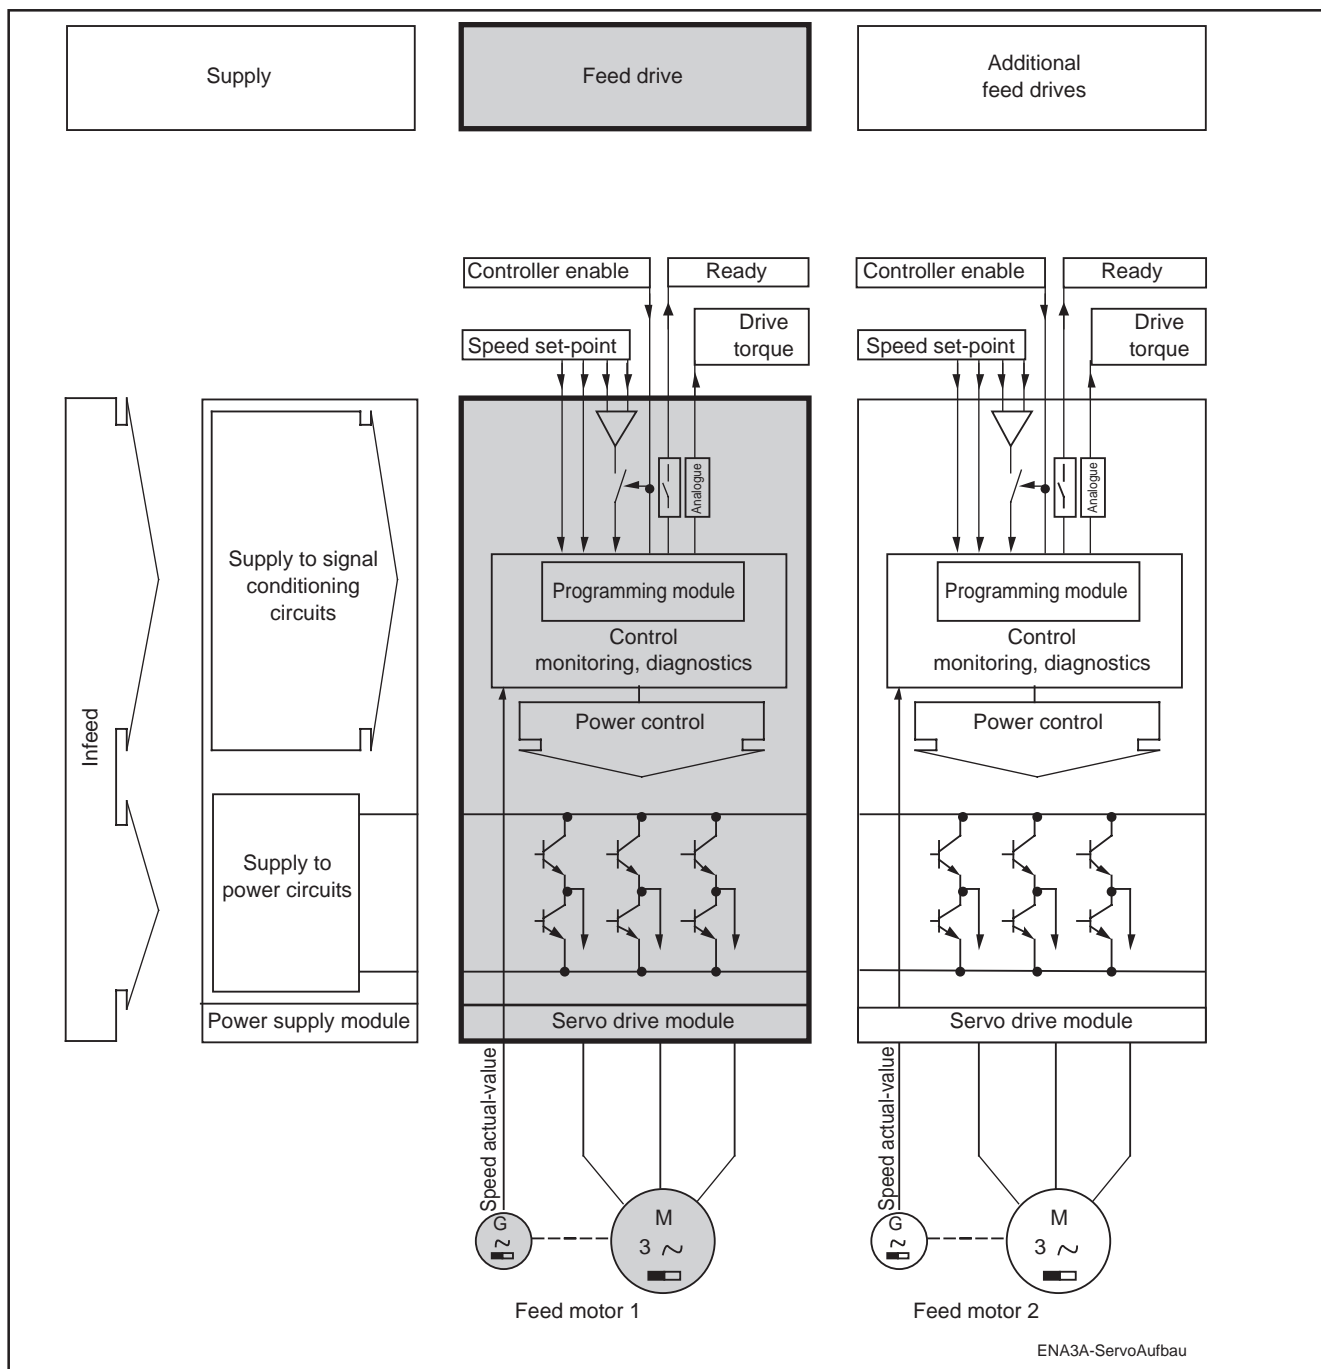 Supply
Feed drive
Additional
feed drives
Controller enable
Ready
Controller enable
Ready
Speed set-point
Drive
torque
Speed set-point
Drive
torque
Analogue
Analogue
Infeed
Supply to signal
conditioning
circuits
Programming module
Control
monitoring, diagnostics
Power control
Programming module
Control
monitoring, diagnostics
Power control
Supply to
power circuits
Power supply module
Servo drive module
Servo drive module
Speed actual-value
Speed actual-value
G
M
3
G
M
3
Feed motor 1
Feed motor 2
ENA3A-ServoAufbau